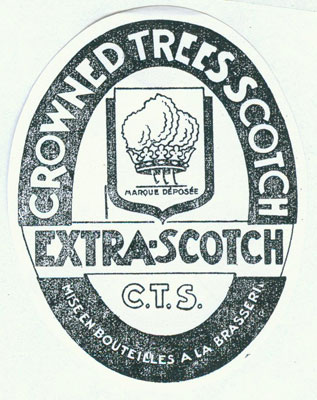 CROWNED TREES SCOTCH
MARQUE DÉPOSÉE
EXTRA-SCOTCH
C.T.S.
MISE EN BOUTEILLES A LA BRASSERIE